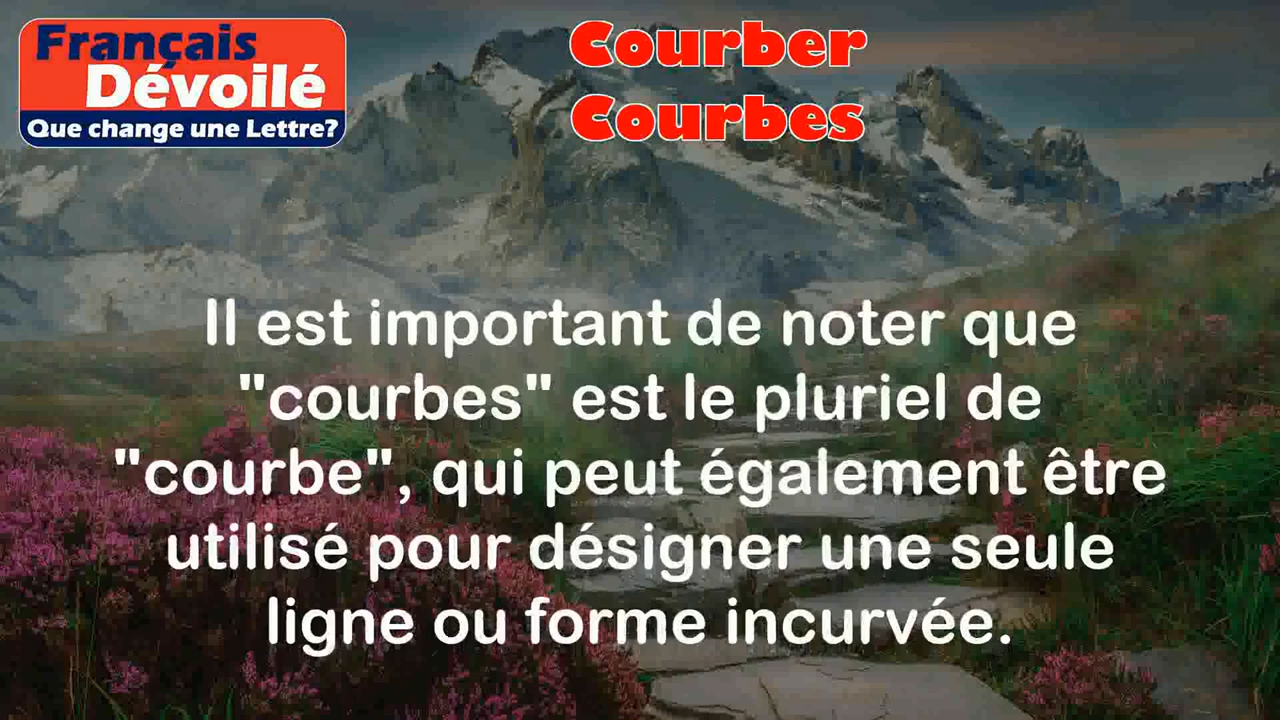 Français
Dévoilé
Que change une Lettre?
Courber
Courbes
Il est important de noter que
"courbes" est le pluriel de
"courbe", qui peut également être
utilisé pour désigner une seule
ligne ou forme incurvée.